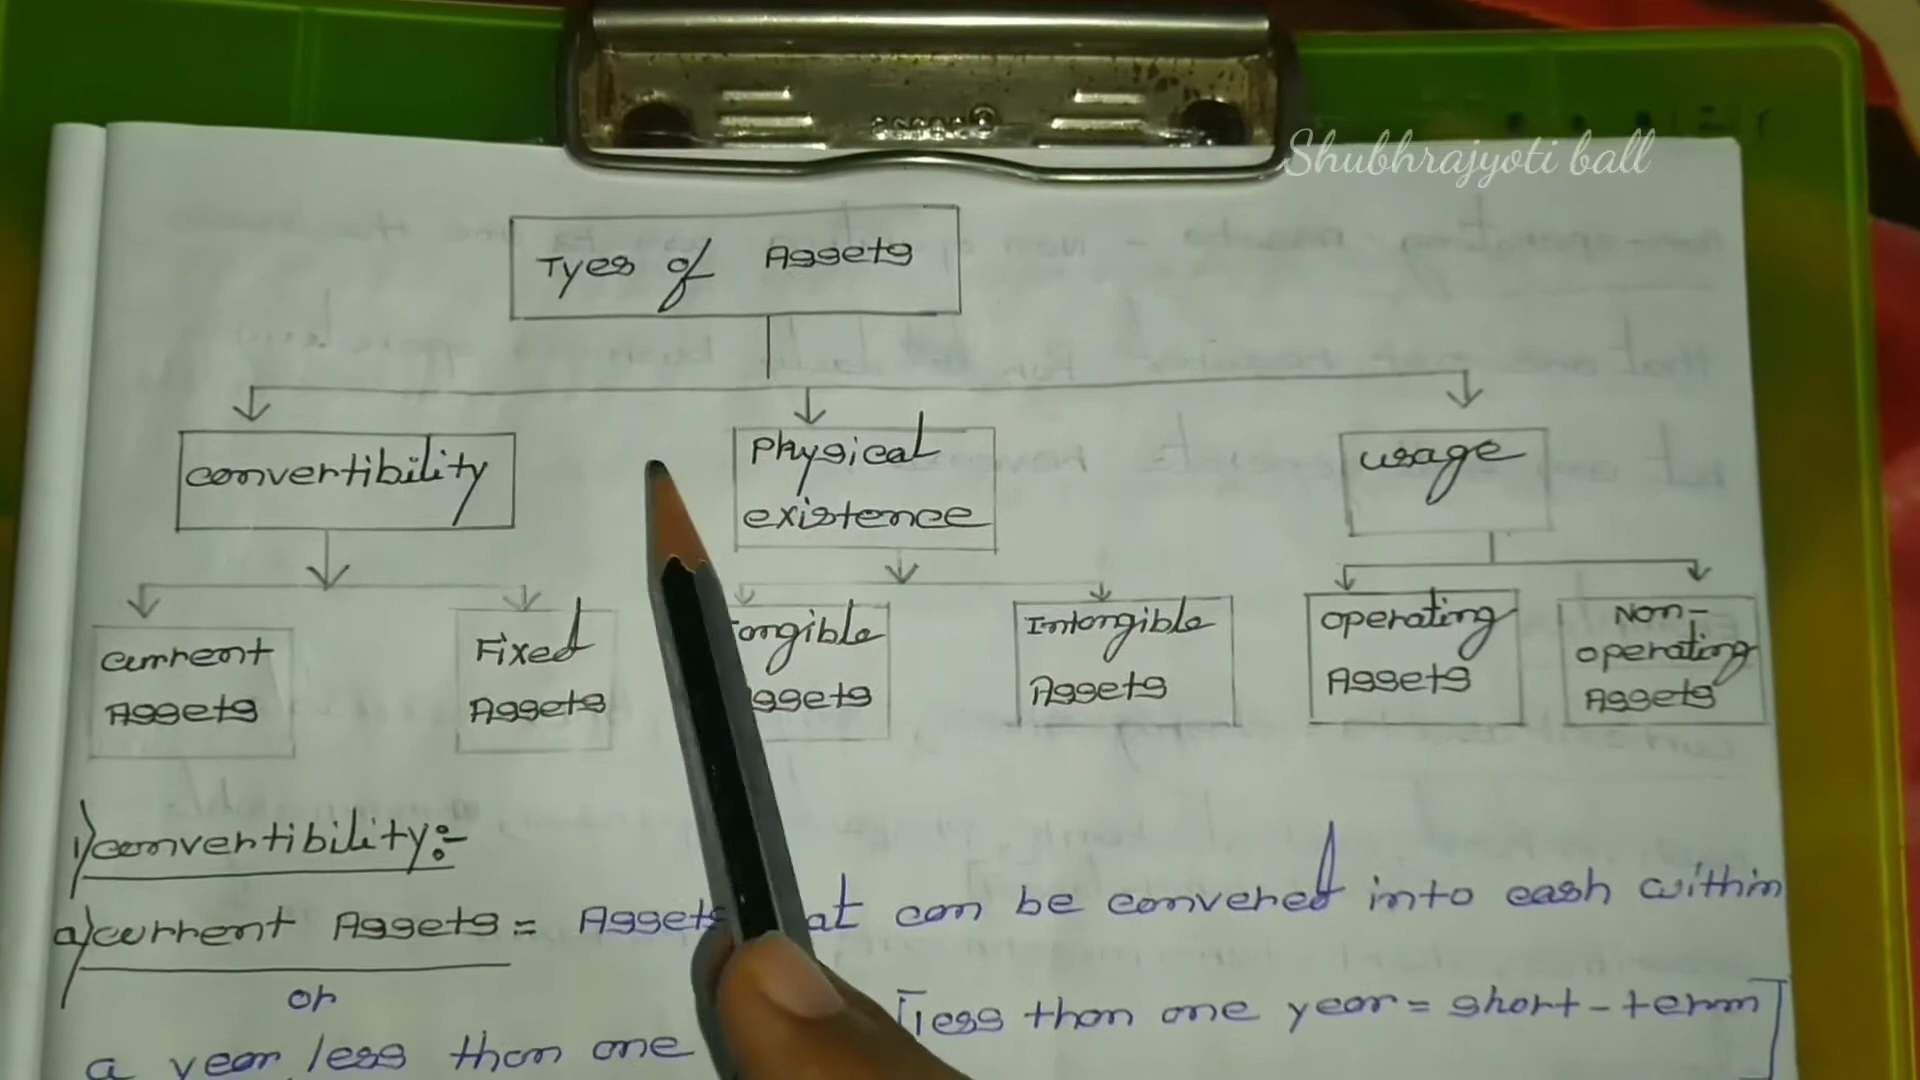 Shubhrajyoti ball
Tyes of Assets
convertibility
Physical
existence
usage
current
Assets
Fixed
Assets
Intangible
Assets
operating
Assets
Non-
operating
Assets
1) convertibility:-
a) current Assets = Assets can be convered into cash within
or
a year less than one [less than one year = short-term]